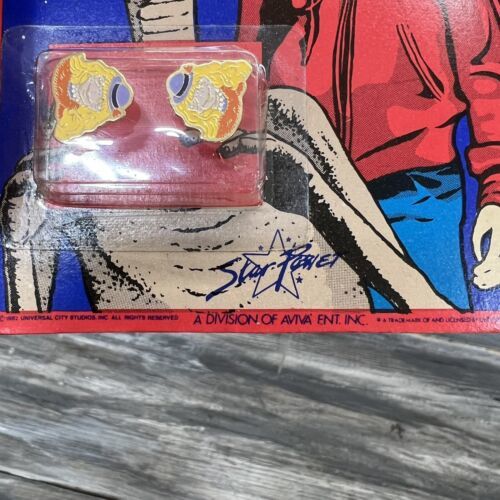 Star Power
© 1982 UNIVERSAL CITY STUDIOS, INC. ALL RIGHTS RESERVED
A DIVISION OF AVIVA ENT. INC.
® A TRADEMARK OF AND LICENSED